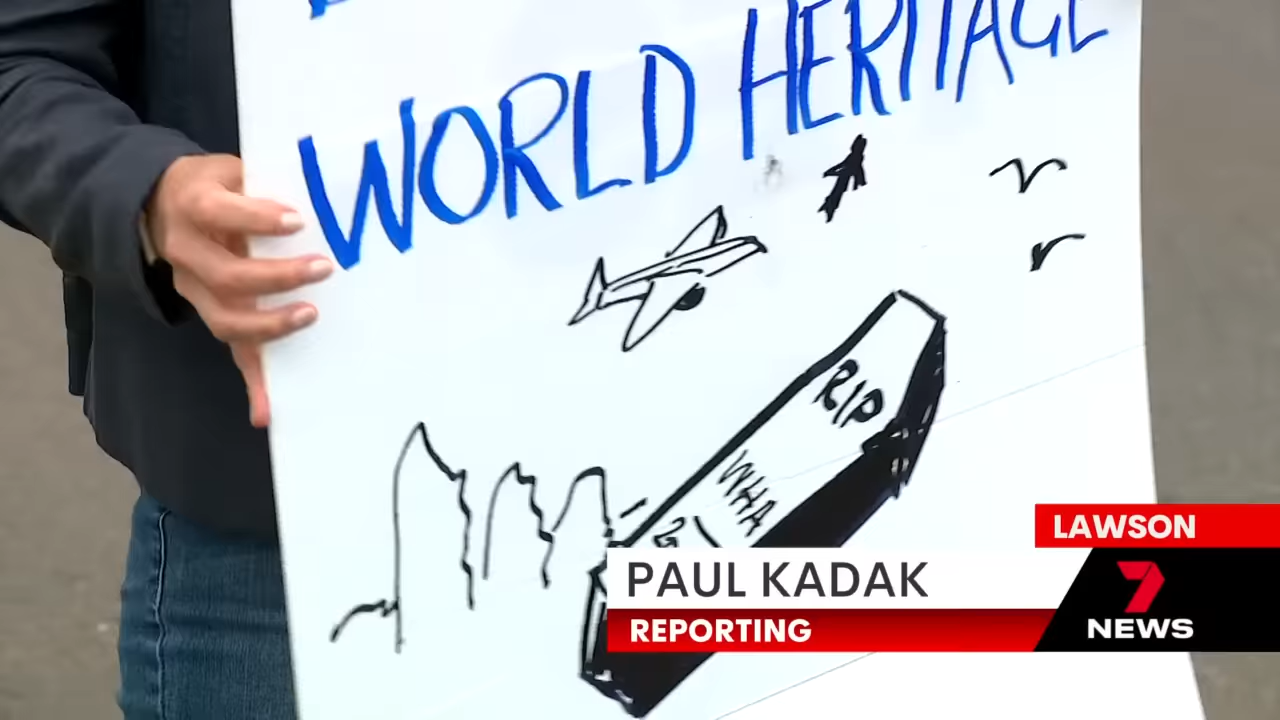 WORLD HERITAGE
RIP
WHA
LAWSON
PAUL KADAK
7
NEWS
REPORTING